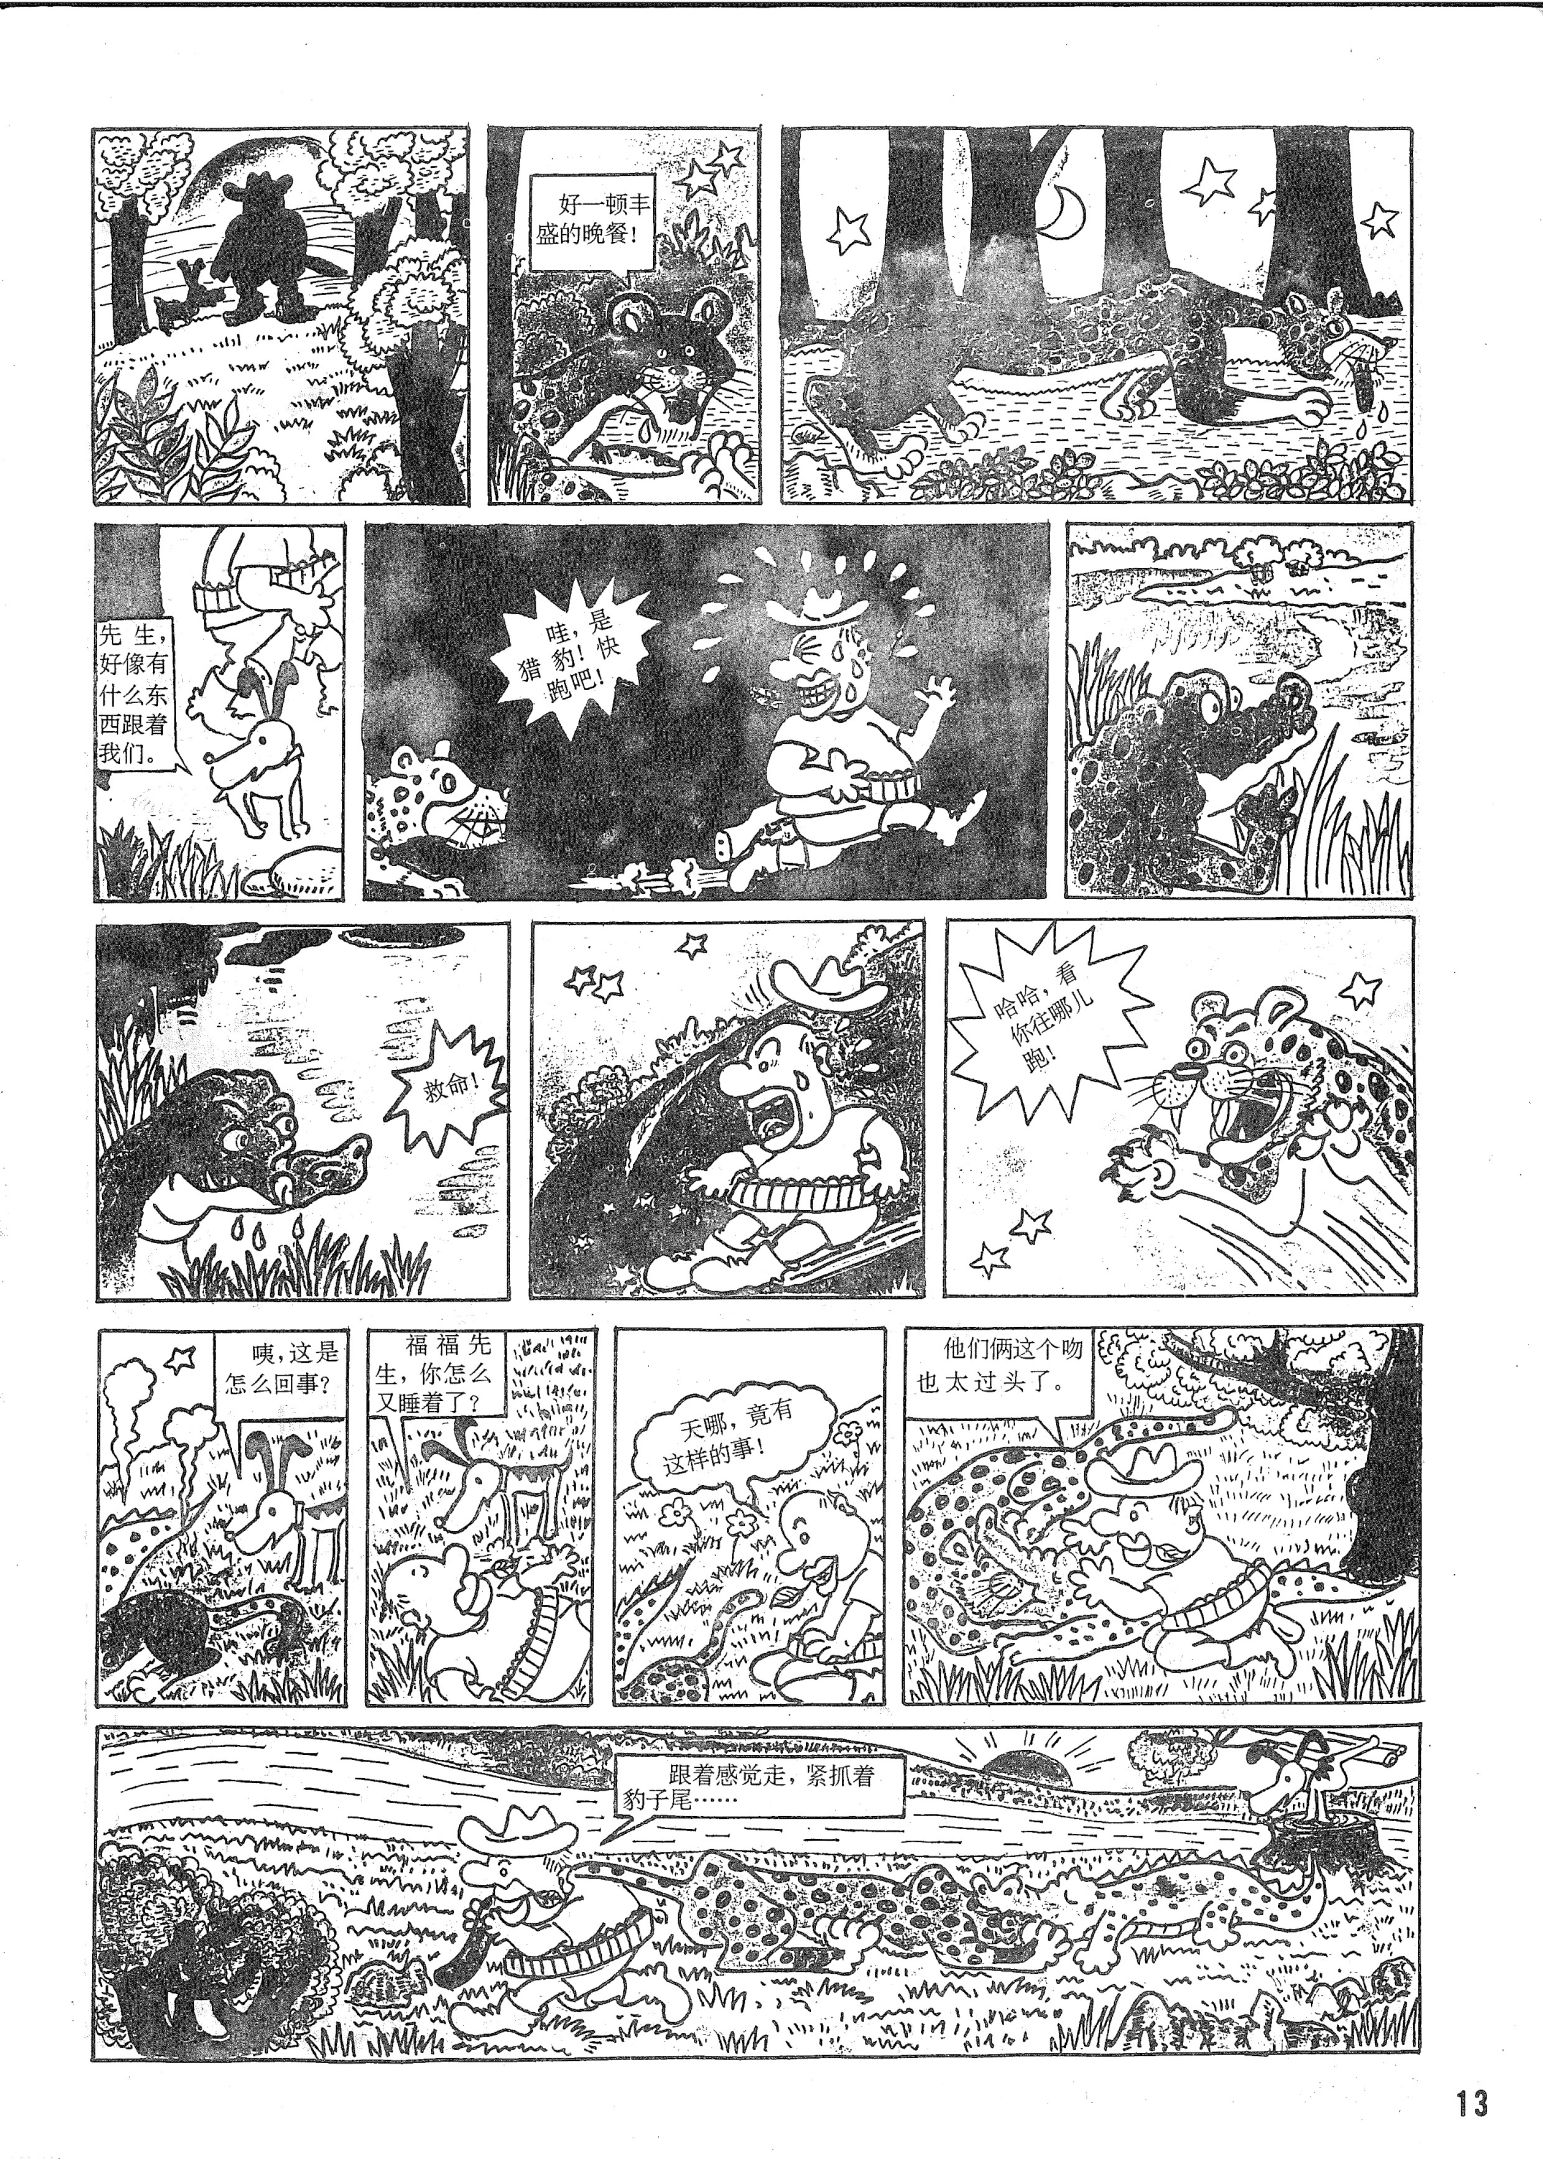 好一顿丰
盛的晚餐！
先生，
好像有
什么东
西跟着
我们。
哇，是
猎豹！快
跑吧！
救命！
哈哈，看
你往哪儿
跑！
咦，这是
怎么回事？
福福先
生，你怎么
又睡着了？
天哪，竟有
这样的事！
他们俩这个吻
也太过头了。
跟着感觉走，紧抓着
豹子尾……
13